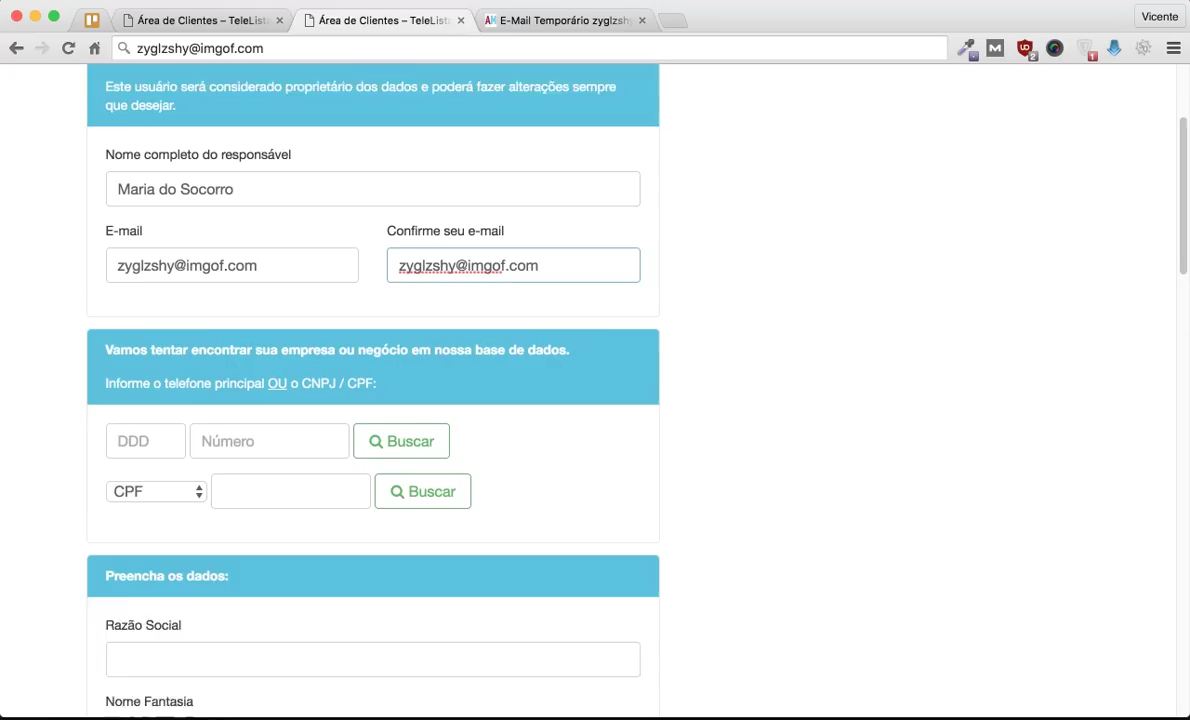 Área de Clientes – TeleLista
Área de Clientes – TeleLista
E-Mail Temporário zyglzshy
Vicente
zyglzshy@imgof.com
Este usuário será considerado proprietário dos dados e poderá fazer alterações sempre
que desejar.
Nome completo do responsável
Maria do Socorro
E-mail
Confirme seu e-mail
zyglzshy@imgof.com
zyglzshy@imgof.com
Vamos tentar encontrar sua empresa ou negócio em nossa base de dados.
Informe o telefone principal OU o CNPJ / CPF:
DDD
Número
Buscar
CPF
Buscar
Preencha os dados:
Razão Social
Nome Fantasia